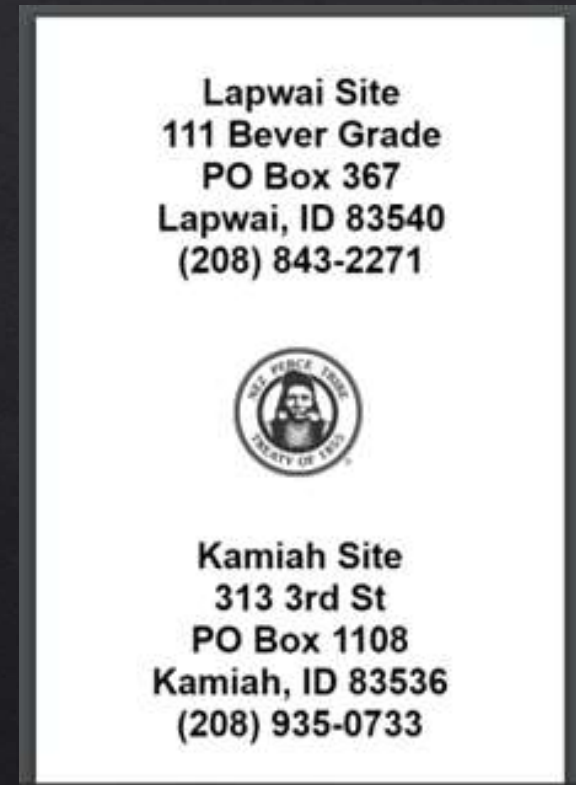 Lapwai Site
111 Bever Grade
PO Box 367
Lapwai, ID 83540
(208) 843-2271
NEZ PERCE TRIBE
TREATY OF 1855
Kamiah Site
313 3rd St
PO Box 1108
Kamiah, ID 83536
(208) 935-0733